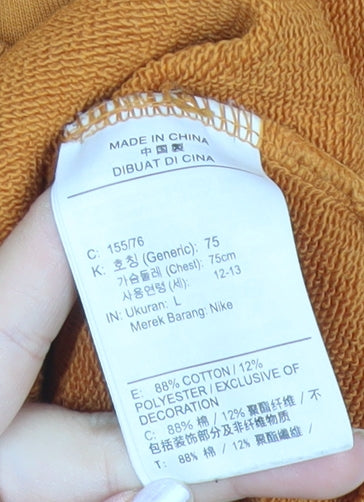 MADE IN CHINA
中国製
DIBUAT DI CINA
C: 155/76
K: 호칭 (Generic): 75
가슴둘레 (Chest): 75cm
사용연령 (세): 12-13
IN: Ukuran: L
Merek Barang: Nike
E: 88% COTTON / 12%
POLYESTER / EXCLUSIVE OF
DECORATION
C: 88% 棉 / 12% 聚酯纤维 / 不
包括装饰部分及非纤维物质
T: 88% 棉 / 12% 聚酯纖維 /